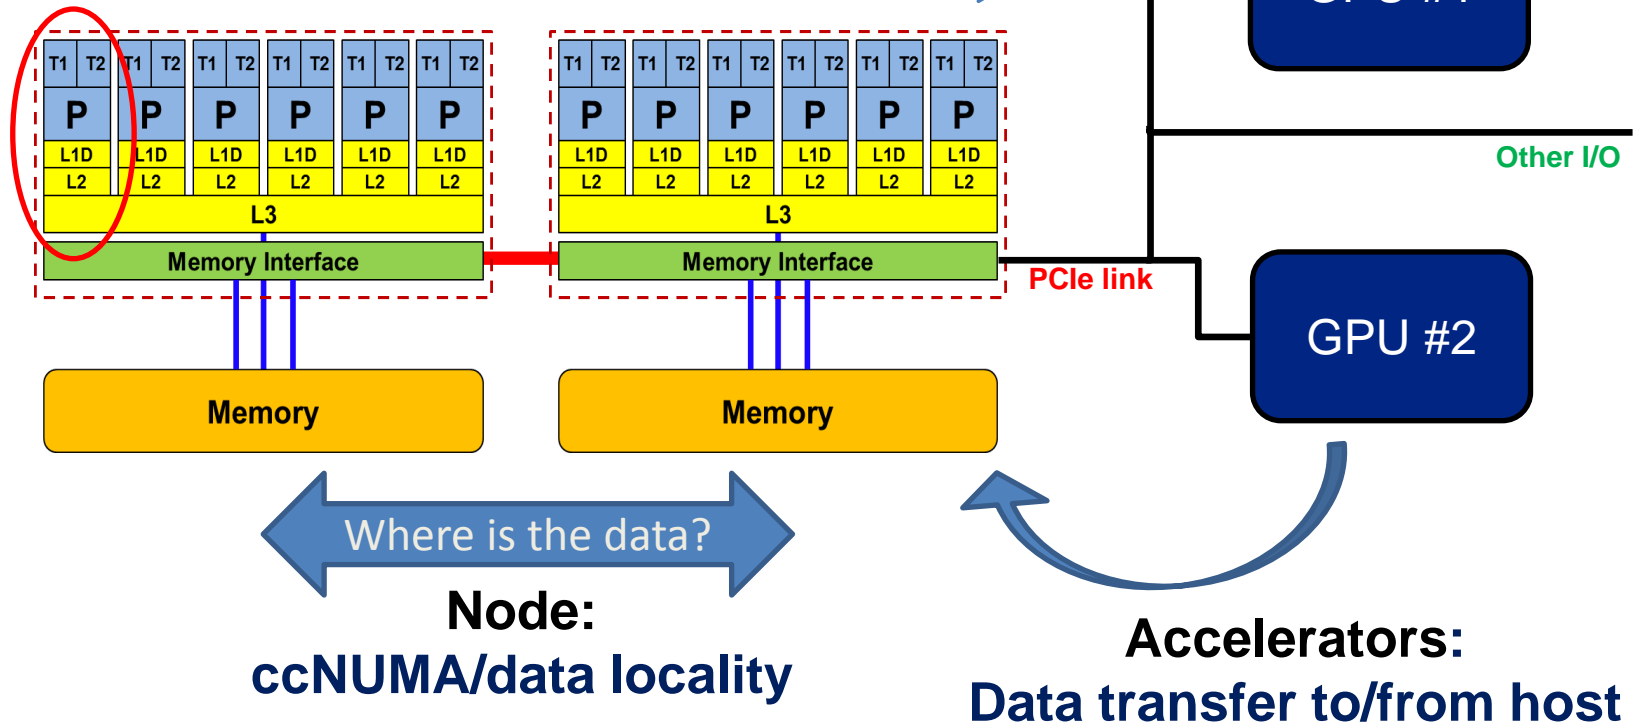 T1 T2 T1 T2 T1 T2 T1 T2 T1 T2 T1 T2 T1 T2 T1 T2 T1 T2 T1 T2 T1 T2 T1 T2
P P P P P P P P P P P P
L1D L1D L1D L1D L1D L1D L1D L1D L1D L1D L1D L1D
Other I/O
L2 L2 L2 L2 L2 L2 L2 L2 L2 L2 L2 L2
L3 L3
Memory Interface Memory Interface
PCIe link
GPU #2
Memory Memory
Where is the data?
Node:
ccNUMA/data locality
Accelerators:
Data transfer to/from host